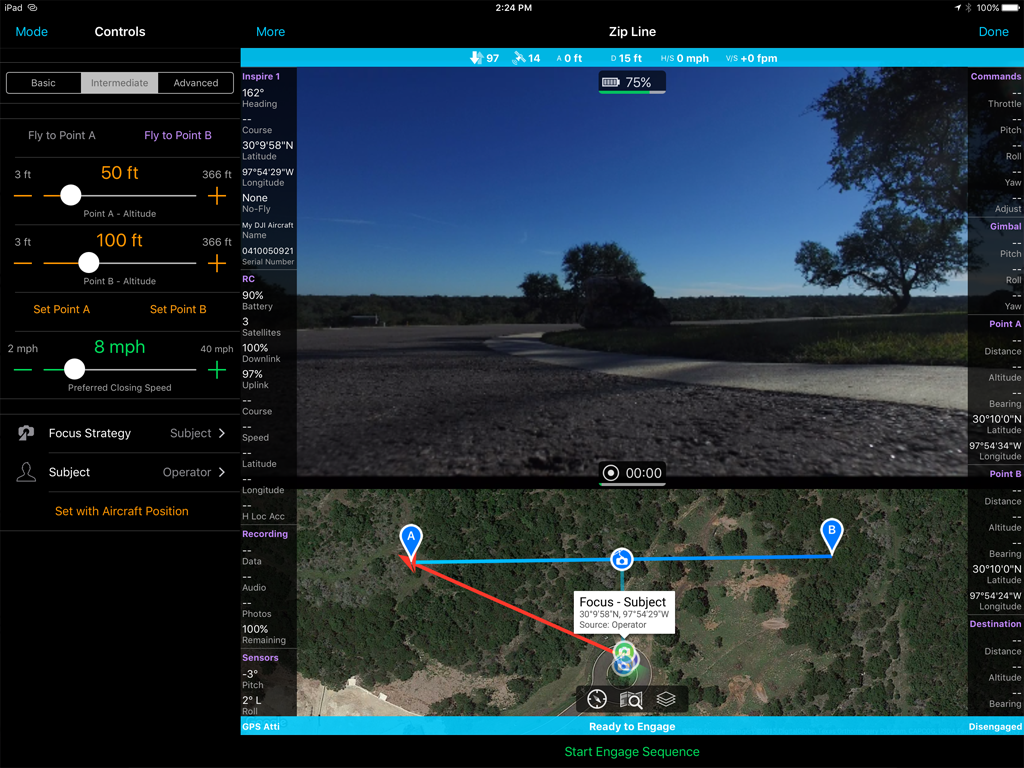 iPad
2:24 PM
100%
Mode
Controls
More
Zip Line
Done
97
14
A 0 ft
D 15 ft
H/S 0 mph
V/S +0 fpm
Basic
Intermediate
Advanced
Fly to Point A
Fly to Point B
3 ft
50 ft
366 ft
Point A - Altitude
3 ft
100 ft
366 ft
Point B - Altitude
Set Point A
Set Point B
2 mph
8 mph
40 mph
Preferred Closing Speed
Focus Strategy
Subject
Subject
Operator
Set with Aircraft Position
Inspire 1
162°
Heading
--
Course
30°9'58"N
Latitude
97°54'29"W
Longitude
None
No-Fly
My DJI Aircraft
Name
0410050921
Serial Number
RC
90%
Battery
3
Satellites
100%
Downlink
97%
Uplink
--
Course
--
Speed
--
Latitude
--
Longitude
--
H Loc Acc
Recording
--
Data
--
Audio
--
Photos
100%
Remaining
Sensors
-3°
Pitch
2° L
Roll
75%
00:00
A
B
Focus - Subject
30°9'58"N, 97°54'29"W
Source: Operator
Commands
--
Throttle
--
Pitch
--
Roll
--
Yaw
--
Adjust
Gimbal
--
Pitch
--
Roll
--
Yaw
Point A
--
Distance
--
Altitude
--
Bearing
30°10'0"N
Latitude
97°54'34"W
Longitude
Point B
--
Distance
--
Altitude
--
Bearing
30°10'0"N
Latitude
97°54'24"W
Longitude
Destination
--
Distance
--
Altitude
--
Bearing
GPS Atti
Ready to Engage
Disengaged
Start Engage Sequence